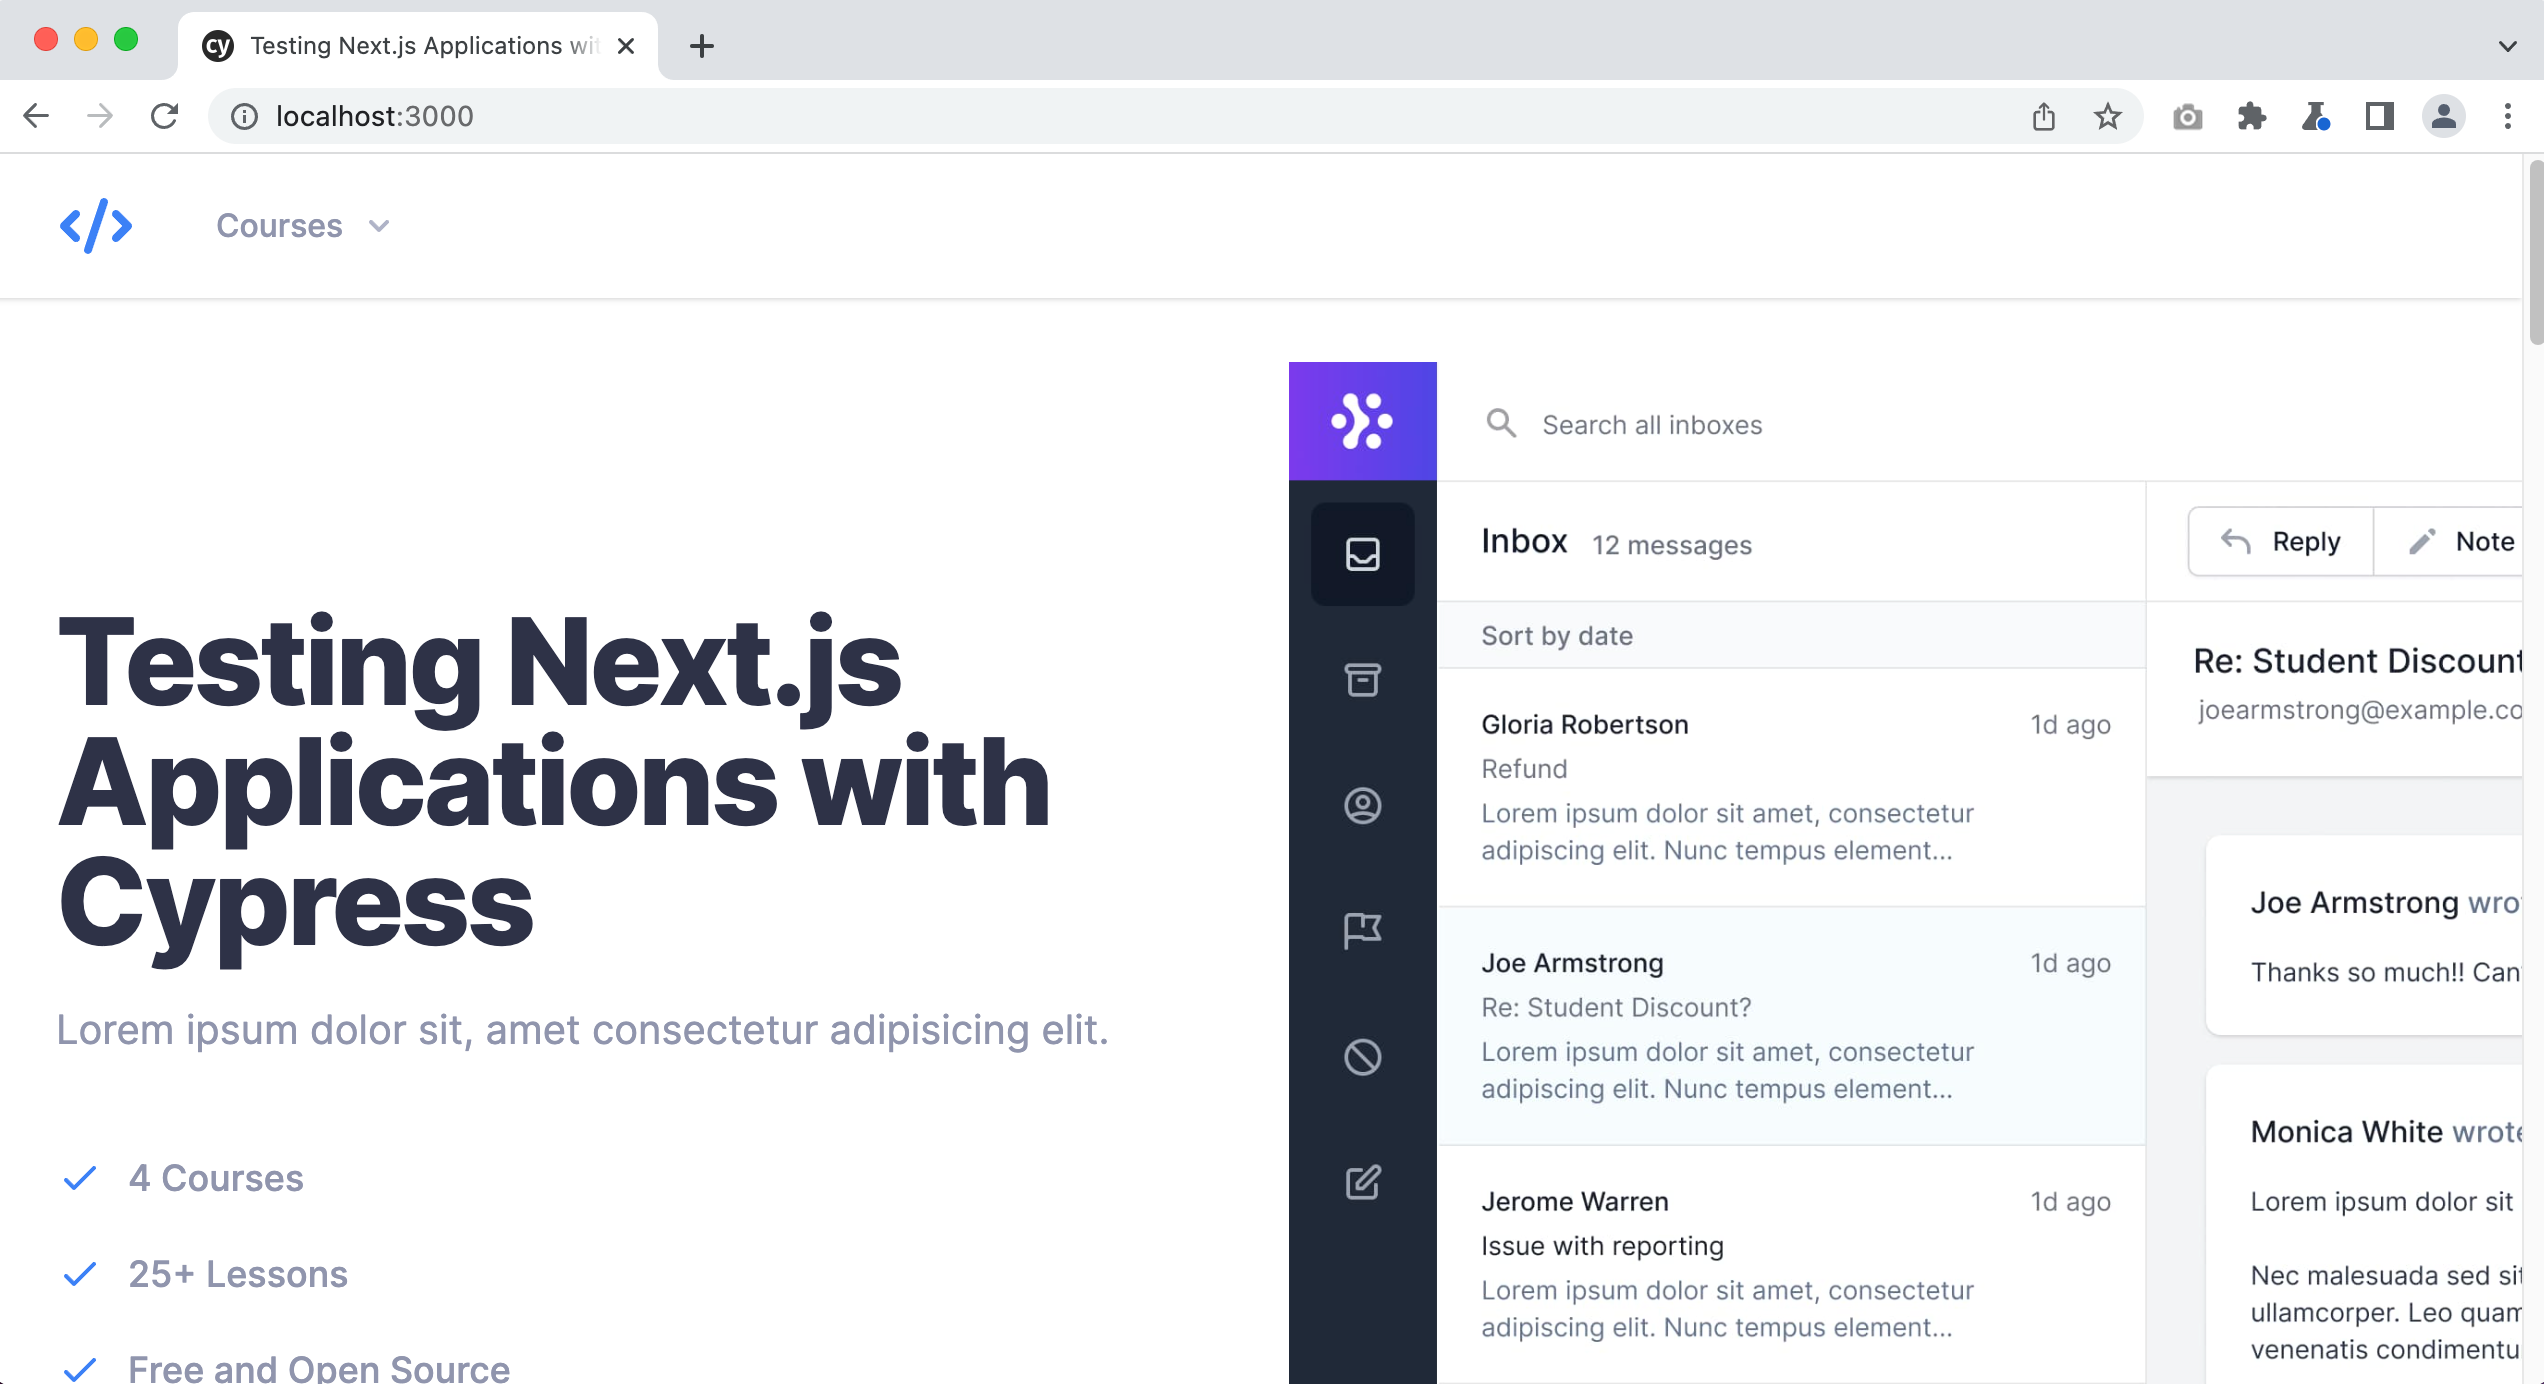 cy Testing Next.js Applications wit
localhost:3000
</> Courses
Testing Next.js
Applications with
Cypress
Lorem ipsum dolor sit, amet consectetur adipisicing elit.
4 Courses
25+ Lessons
Free and Open Source
Search all inboxes
Inbox 12 messages
Sort by date
Gloria Robertson 1d ago
Refund
Lorem ipsum dolor sit amet, consectetur
adipiscing elit. Nunc tempus element...
Joe Armstrong 1d ago
Re: Student Discount?
Lorem ipsum dolor sit amet, consectetur
adipiscing elit. Nunc tempus element...
Jerome Warren 1d ago
Issue with reporting
Lorem ipsum dolor sit amet, consectetur
adipiscing elit. Nunc tempus element...
Reply Note
Re: Student Discount
joearmstrong@example.co
Joe Armstrong wro
Thanks so much!! Can
Monica White wrote
Lorem ipsum dolor sit
Nec malesuada sed sit
ullamcorper. Leo quam
venenatis condimentu